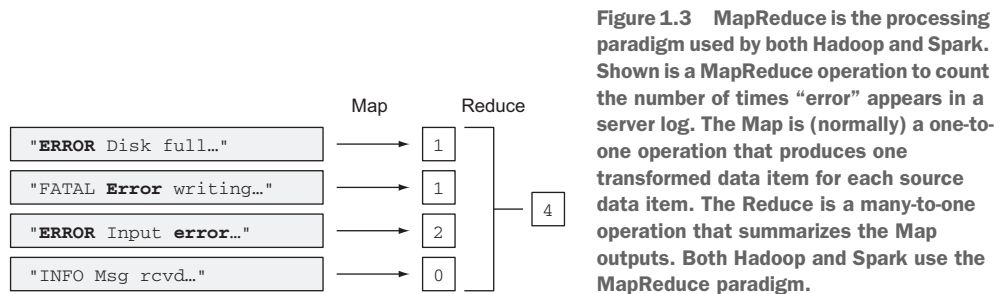 Figure 1.3 MapReduce is the processing
paradigm used by both Hadoop and Spark.
Shown is a MapReduce operation to count
the number of times “error” appears in a
server log. The Map is (normally) a one-to-
one operation that produces one
transformed data item for each source
data item. The Reduce is a many-to-one
operation that summarizes the Map
outputs. Both Hadoop and Spark use the
MapReduce paradigm.
Map Reduce
"ERROR Disk full…" 1
"FATAL Error writing…" 1
"ERROR Input error…" 2
"INFO Msg rcvd…" 0
4